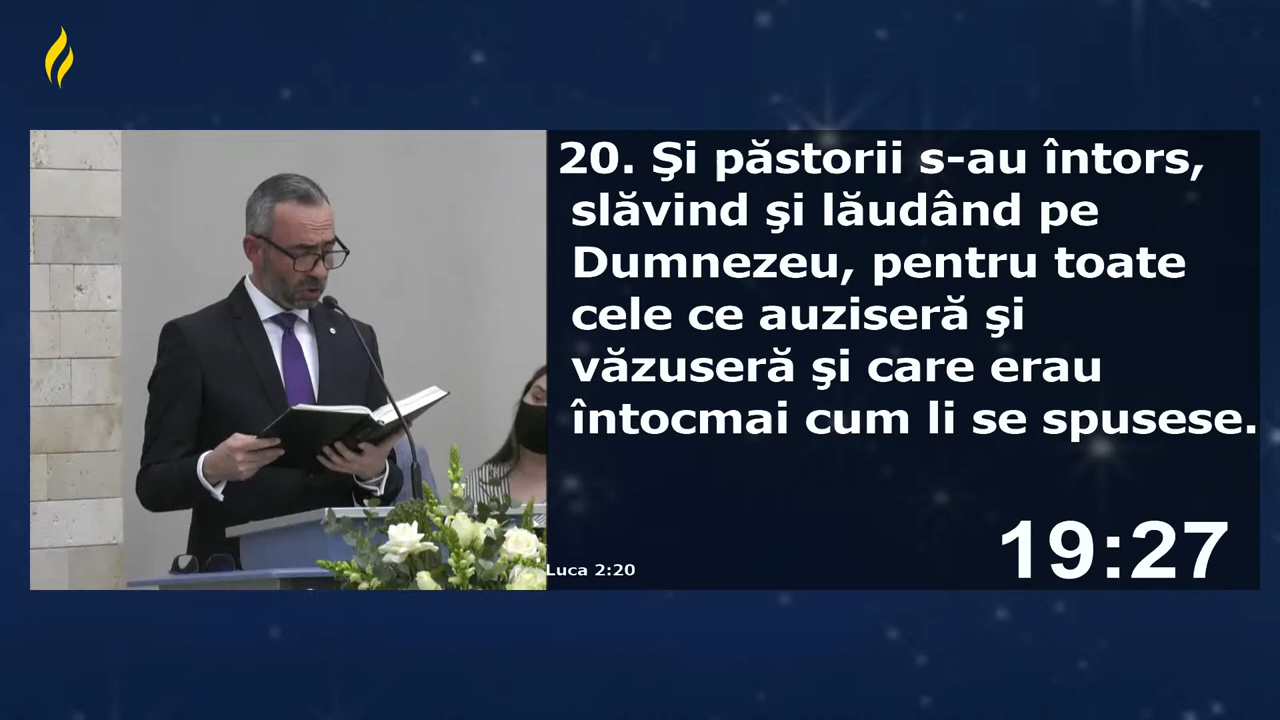 20. Şi păstorii s-au întors,
slăvind şi lăudând pe
Dumnezeu, pentru toate
cele ce auziseră şi
văzuseră şi care erau
întocmai cum li se spusese.
19:27
Luca 2:20